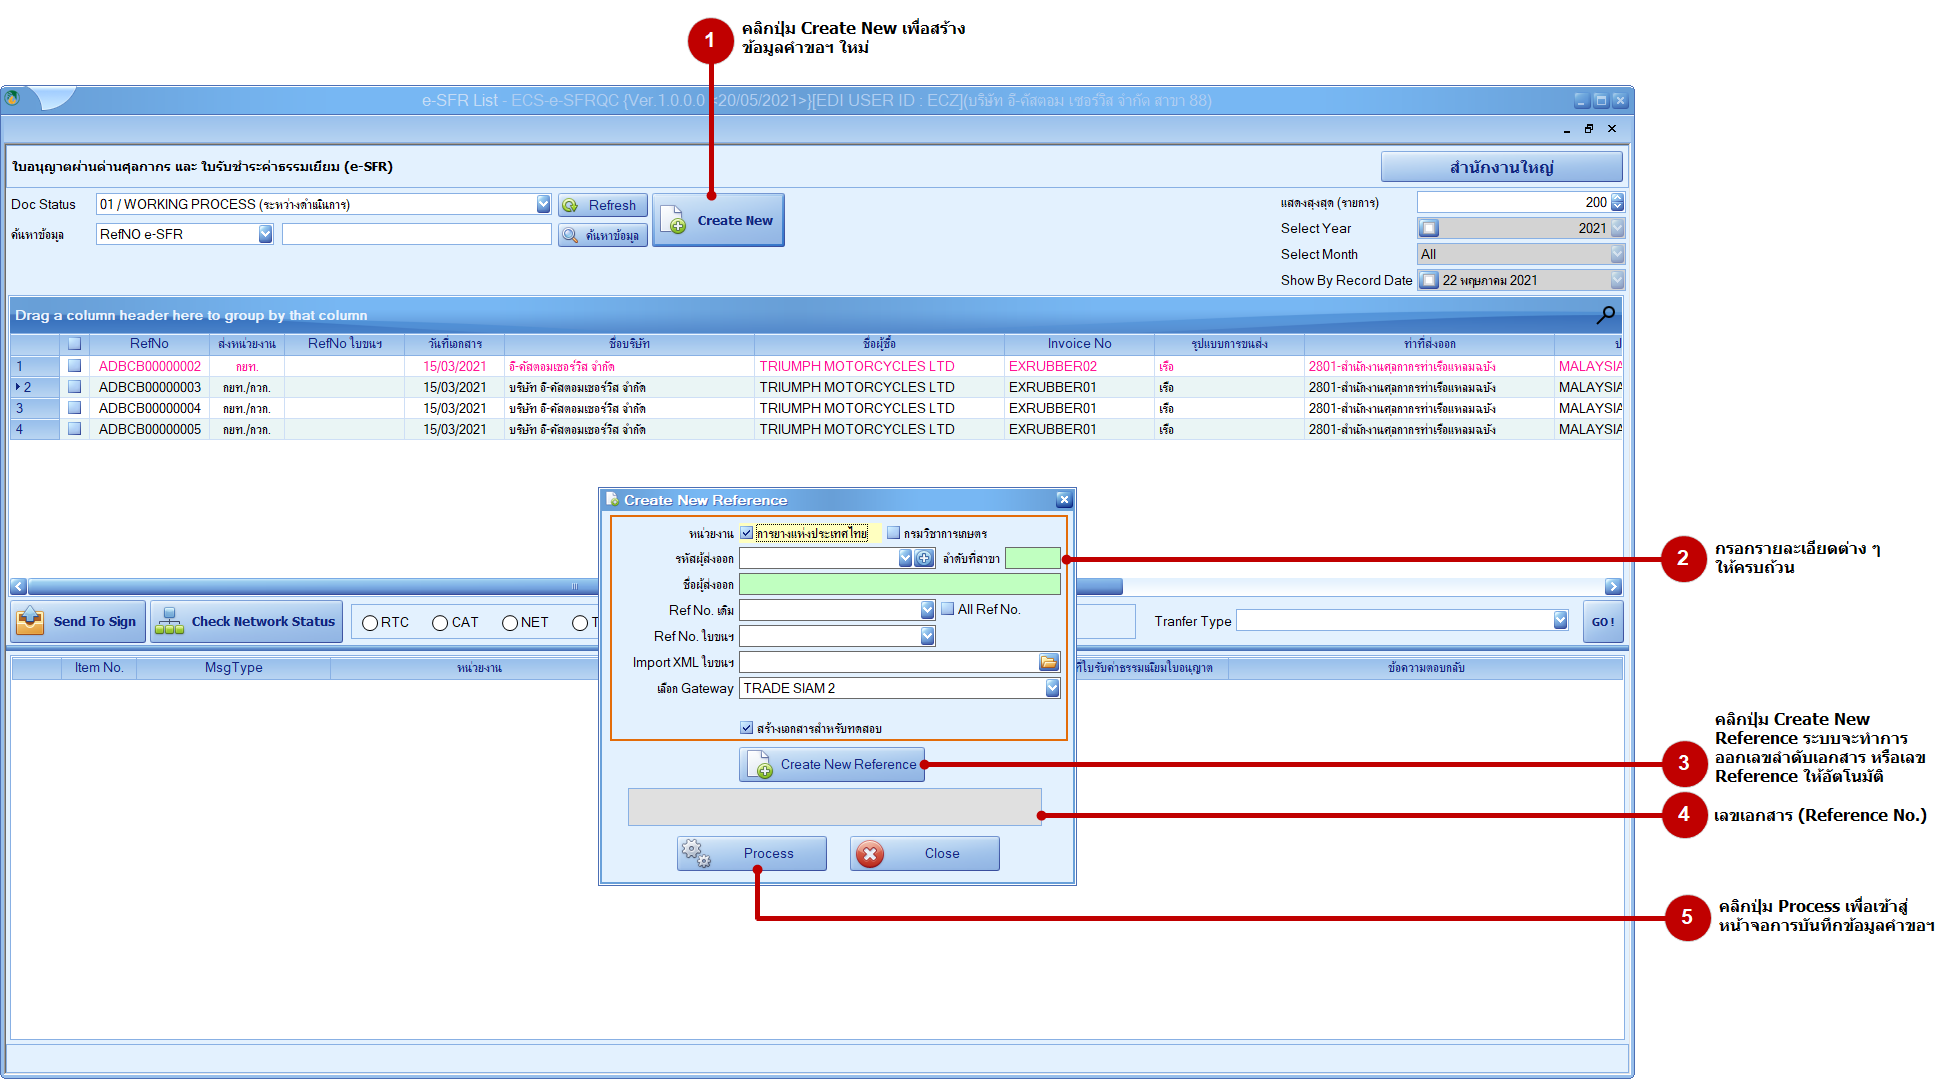 1
คลิกปุ่ม Create New เพื่อสร้าง
ข้อมูลคำขอฯ ใหม่
e-SFR List - ECS-e-SFRQC {Ver.1.0.0.0 <20/05/2021>}[EDI USER ID : ECZ](บริษัท อี-คัสตอม เซอร์วิส จำกัด สาขา 88)
ใบอนุญาตผ่านด่านศุลกากร และ ใบรับชำระค่าธรรมเนียม (e-SFR)
สำนักงานใหญ่
Doc Status 01 / WORKING PROCESS (ระหว่างดำเนินการ) Refresh
ค้นหาข้อมูล RefNO e-SFR ค้นหาข้อมูล
Create New
แสดงสูงสุด (รายการ) 200
Select Year 2021
Select Month All
Show By Record Date 22 พฤษภาคม 2021
Drag a column header here to group by that column
RefNo ส่งหน่วยงาน RefNo ใบขนฯ วันที่เอกสาร ชื่อบริษัท ชื่อผู้ซื้อ Invoice No รูปแบบการขนส่ง ท่าที่ส่งออก ป
1 ADBCB00000002 กยท. 15/03/2021 อี-คัสตอมเซอร์วิส จำกัด TRIUMPH MOTORCYCLES LTD EXRUBBER02 เรือ 2801-สำนักงานศุลกากรท่าเรือแหลมฉบัง MALAYSIA
2 ADBCB00000003 กยท./กวก. 15/03/2021 บริษัท อี-คัสตอมเซอร์วิส จำกัด TRIUMPH MOTORCYCLES LTD EXRUBBER01 เรือ 2801-สำนักงานศุลกากรท่าเรือแหลมฉบัง MALAYSIA
3 ADBCB00000004 กยท./กวก. 15/03/2021 บริษัท อี-คัสตอมเซอร์วิส จำกัด TRIUMPH MOTORCYCLES LTD EXRUBBER01 เรือ 2801-สำนักงานศุลกากรท่าเรือแหลมฉบัง MALAYSIA
4 ADBCB00000005 กยท./กวก. 15/03/2021 บริษัท อี-คัสตอมเซอร์วิส จำกัด TRIUMPH MOTORCYCLES LTD EXRUBBER01 เรือ 2801-สำนักงานศุลกากรท่าเรือแหลมฉบัง MALAYSIA
Create New Reference
หน่วยงาน การยางแห่งประเทศไทย กรมวิชาการเกษตร
รหัสผู้ส่งออก ลำดับที่สาขา
ชื่อผู้ส่งออก
Ref No. เดิม All Ref No.
Ref No. ใบขนฯ
Import XML ใบขนฯ
เลือก Gateway TRADE SIAM 2
สร้างเอกสารสำหรับทดสอบ
Create New Reference
Process Close
2
กรอกรายละเอียดต่าง ๆ
ให้ครบถ้วน
Send To Sign Check Network Status RTC CAT NET T Tranfer Type GO !
Item No. MsgType หน่วยงาน ที่ใบรับค่าธรรมเนียมใบอนุญาต ข้อความตอบกลับ
3
คลิกปุ่ม Create New
Reference ระบบจะทำการ
ออกเลขลำดับเอกสาร หรือเลข
Reference ให้อัตโนมัติ
4
เลขเอกสาร (Reference No.)
5
คลิกปุ่ม Process เพื่อเข้าสู่
หน้าจอการบันทึกข้อมูลคำขอฯ